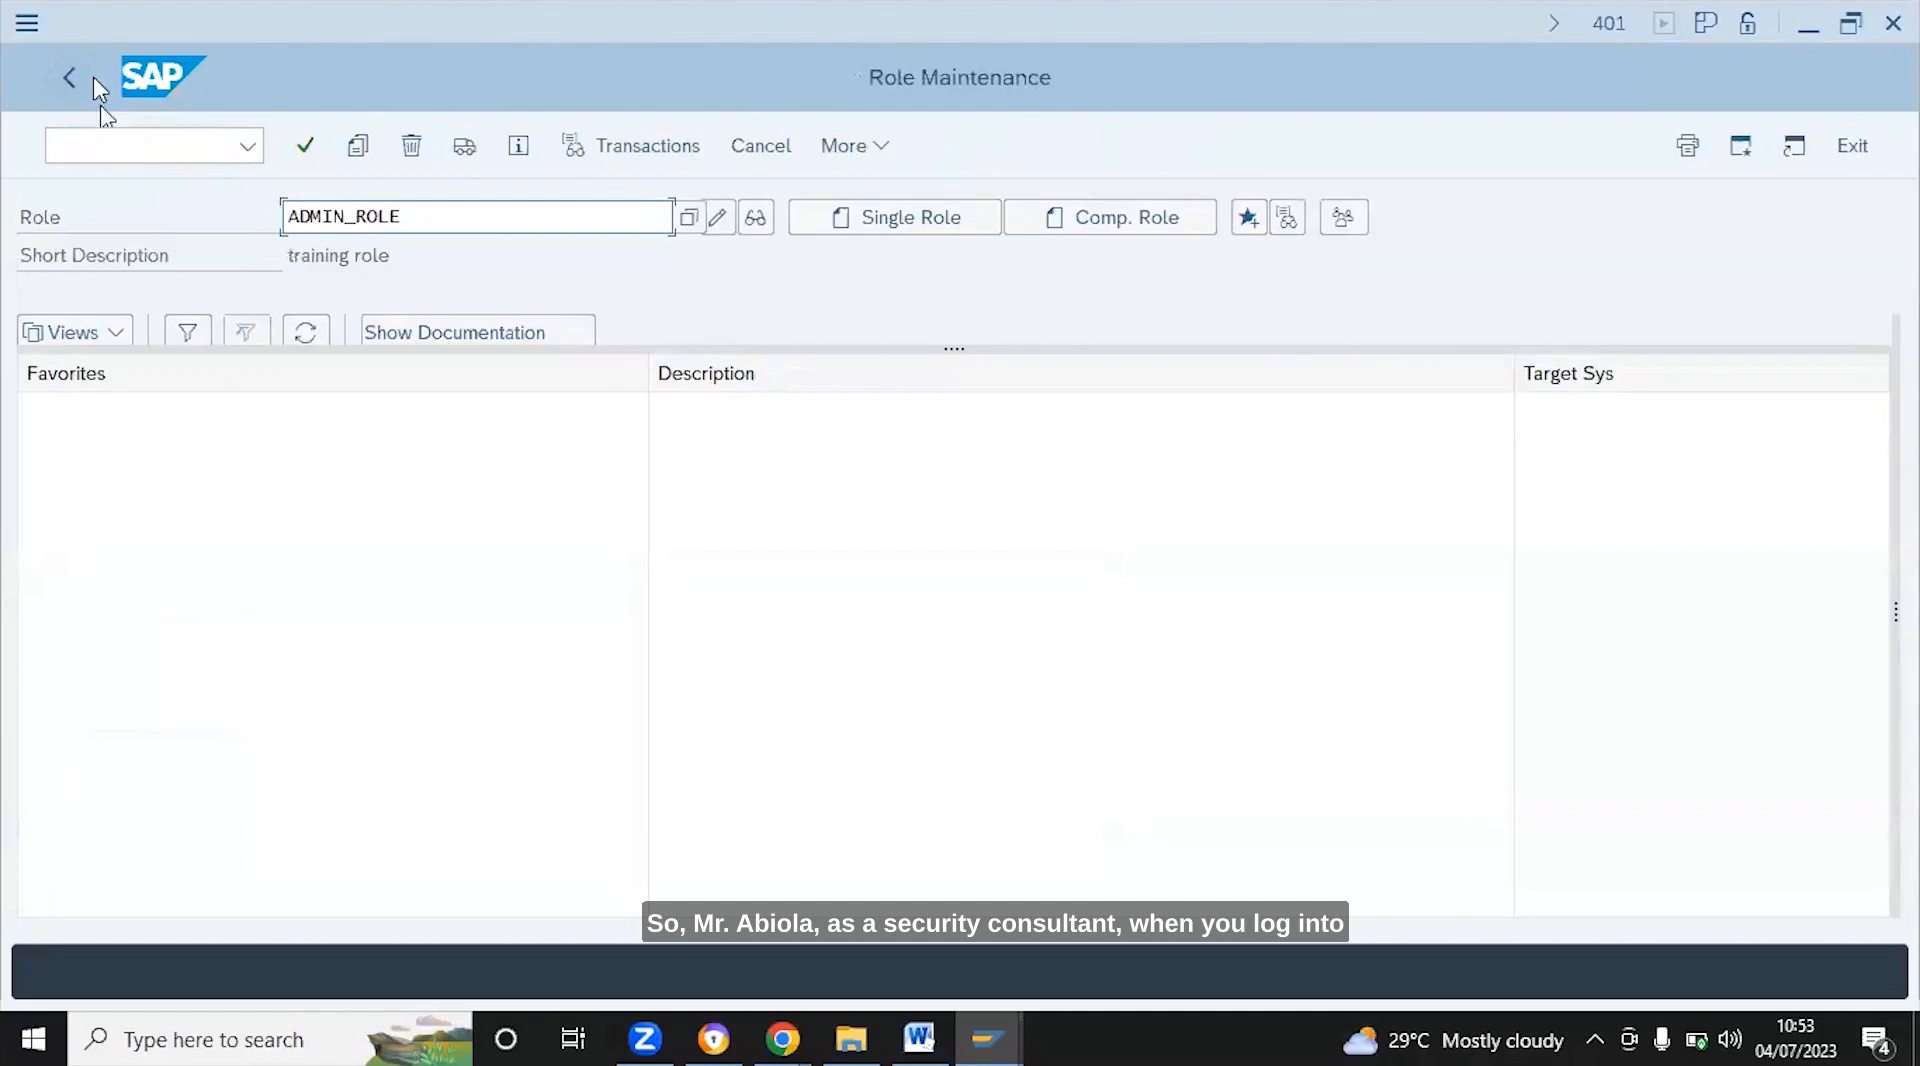 401
SAP
Role Maintenance
Transactions Cancel More
Exit
Role ADMIN_ROLE Single Role Comp. Role
Short Description training role
Views Show Documentation
Favorites Description Target Sys
So, Mr. Abiola, as a security consultant, when you log into
Type here to search
29°C Mostly cloudy
10:53
04/07/2023
4